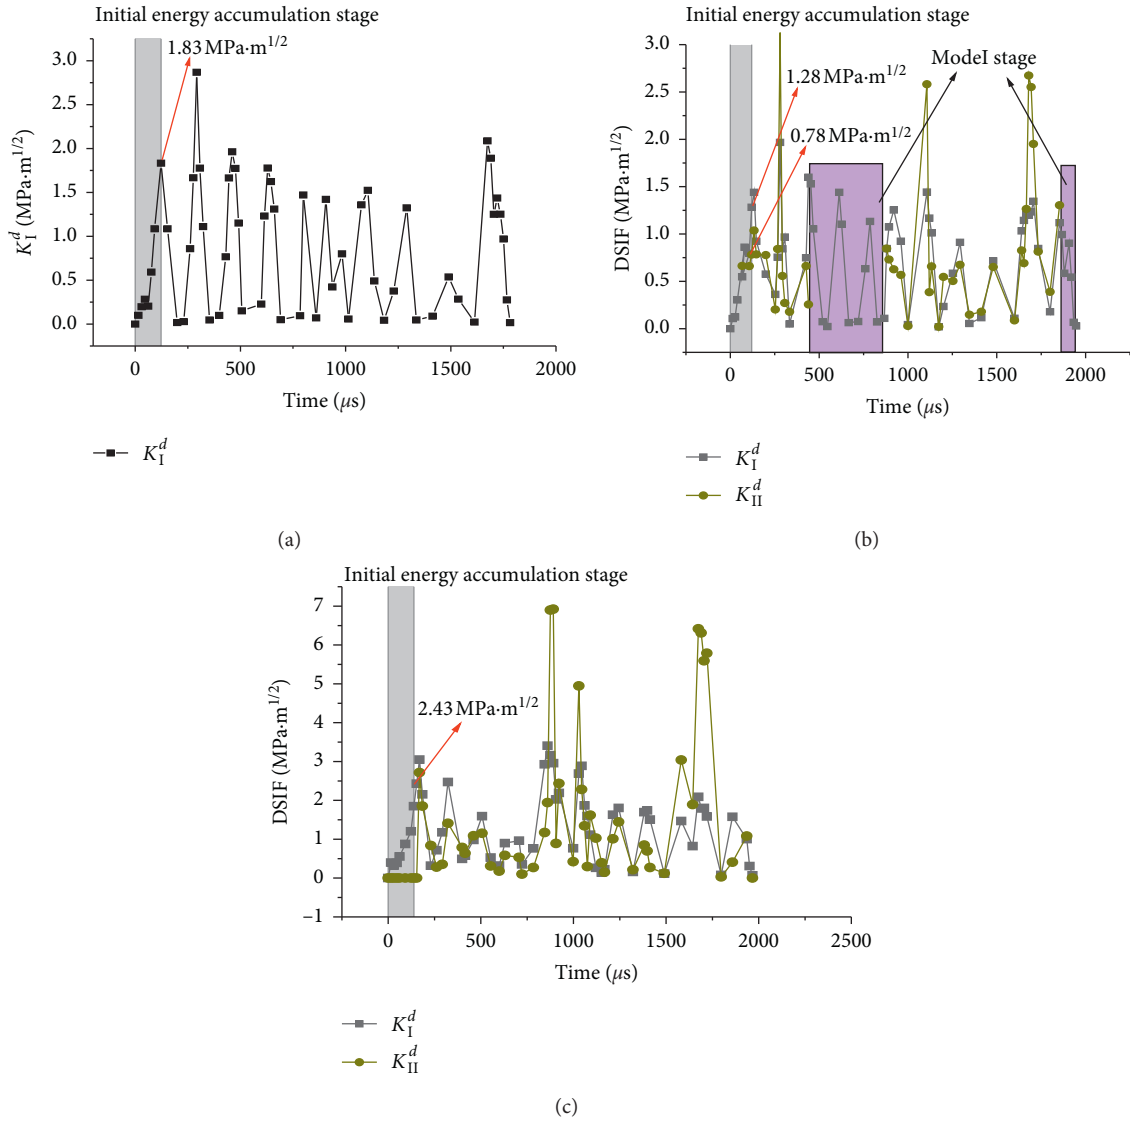 Initial energy accumulation stage
1.83 MPa·m^1/2
3.0
2.5
2.0
1.5
1.0
0.5
0.0
K_I^d (MPa·m^1/2)
0 500 1000 1500 2000
Time (μs)
K_I^d
(a)
Initial energy accumulation stage
ModeI stage
1.28 MPa·m^1/2
0.78 MPa·m^1/2
3.0
2.5
2.0
1.5
1.0
0.5
0.0
DSIF (MPa·m^1/2)
0 500 1000 1500 2000
Time (μs)
K_I^d
K_II^d
(b)
Initial energy accumulation stage
2.43 MPa·m^1/2
7
6
5
4
3
2
1
0
−1
DSIF (MPa·m^1/2)
0 500 1000 1500 2000 2500
Time (μs)
K_I^d
K_II^d
(c)